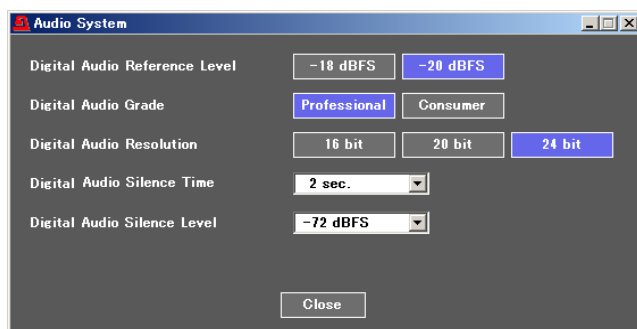 Audio System
Digital Audio Reference Level -18 dBFS -20 dBFS
Digital Audio Grade Professional Consumer
Digital Audio Resolution 16 bit 20 bit 24 bit
Digital Audio Silence Time 2 sec.
Digital Audio Silence Level -72 dBFS
Close